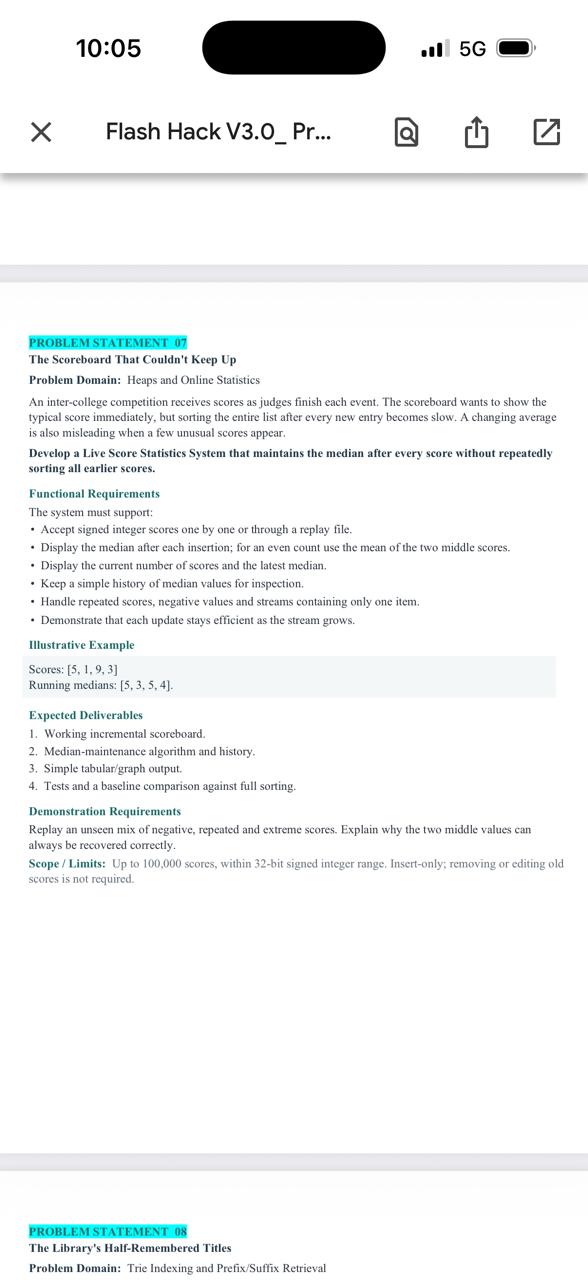 10:05
5G
Flash Hack V3.0_ Pr...
PROBLEM STATEMENT 07
The Scoreboard That Couldn't Keep Up
Problem Domain: Heaps and Online Statistics
An inter-college competition receives scores as judges finish each event. The scoreboard wants to show the
typical score immediately, but sorting the entire list after every new entry becomes slow. A changing average
is also misleading when a few unusual scores appear.
Develop a Live Score Statistics System that maintains the median after every score without repeatedly
sorting all earlier scores.
Functional Requirements
The system must support:
• Accept signed integer scores one by one or through a replay file.
• Display the median after each insertion; for an even count use the mean of the two middle scores.
• Display the current number of scores and the latest median.
• Keep a simple history of median values for inspection.
• Handle repeated scores, negative values and streams containing only one item.
• Demonstrate that each update stays efficient as the stream grows.
Illustrative Example
Scores: [5, 1, 9, 3]
Running medians: [5, 3, 5, 4].
Expected Deliverables
1. Working incremental scoreboard.
2. Median-maintenance algorithm and history.
3. Simple tabular/graph output.
4. Tests and a baseline comparison against full sorting.
Demonstration Requirements
Replay an unseen mix of negative, repeated and extreme scores. Explain why the two middle values can
always be recovered correctly.
Scope / Limits: Up to 100,000 scores, within 32-bit signed integer range. Insert-only; removing or editing old
scores is not required.
PROBLEM STATEMENT 08
The Library's Half-Remembered Titles
Problem Domain: Trie Indexing and Prefix/Suffix Retrieval